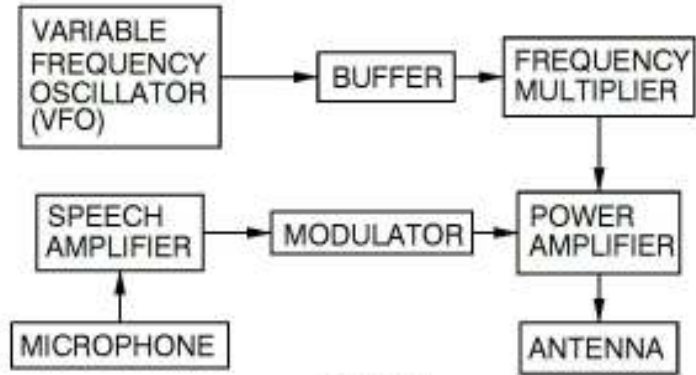 VARIABLE
FREQUENCY
OSCILLATOR
(VFO)
BUFFER
FREQUENCY
MULTIPLIER
SPEECH
AMPLIFIER
MODULATOR
POWER
AMPLIFIER
MICROPHONE
ANTENNA